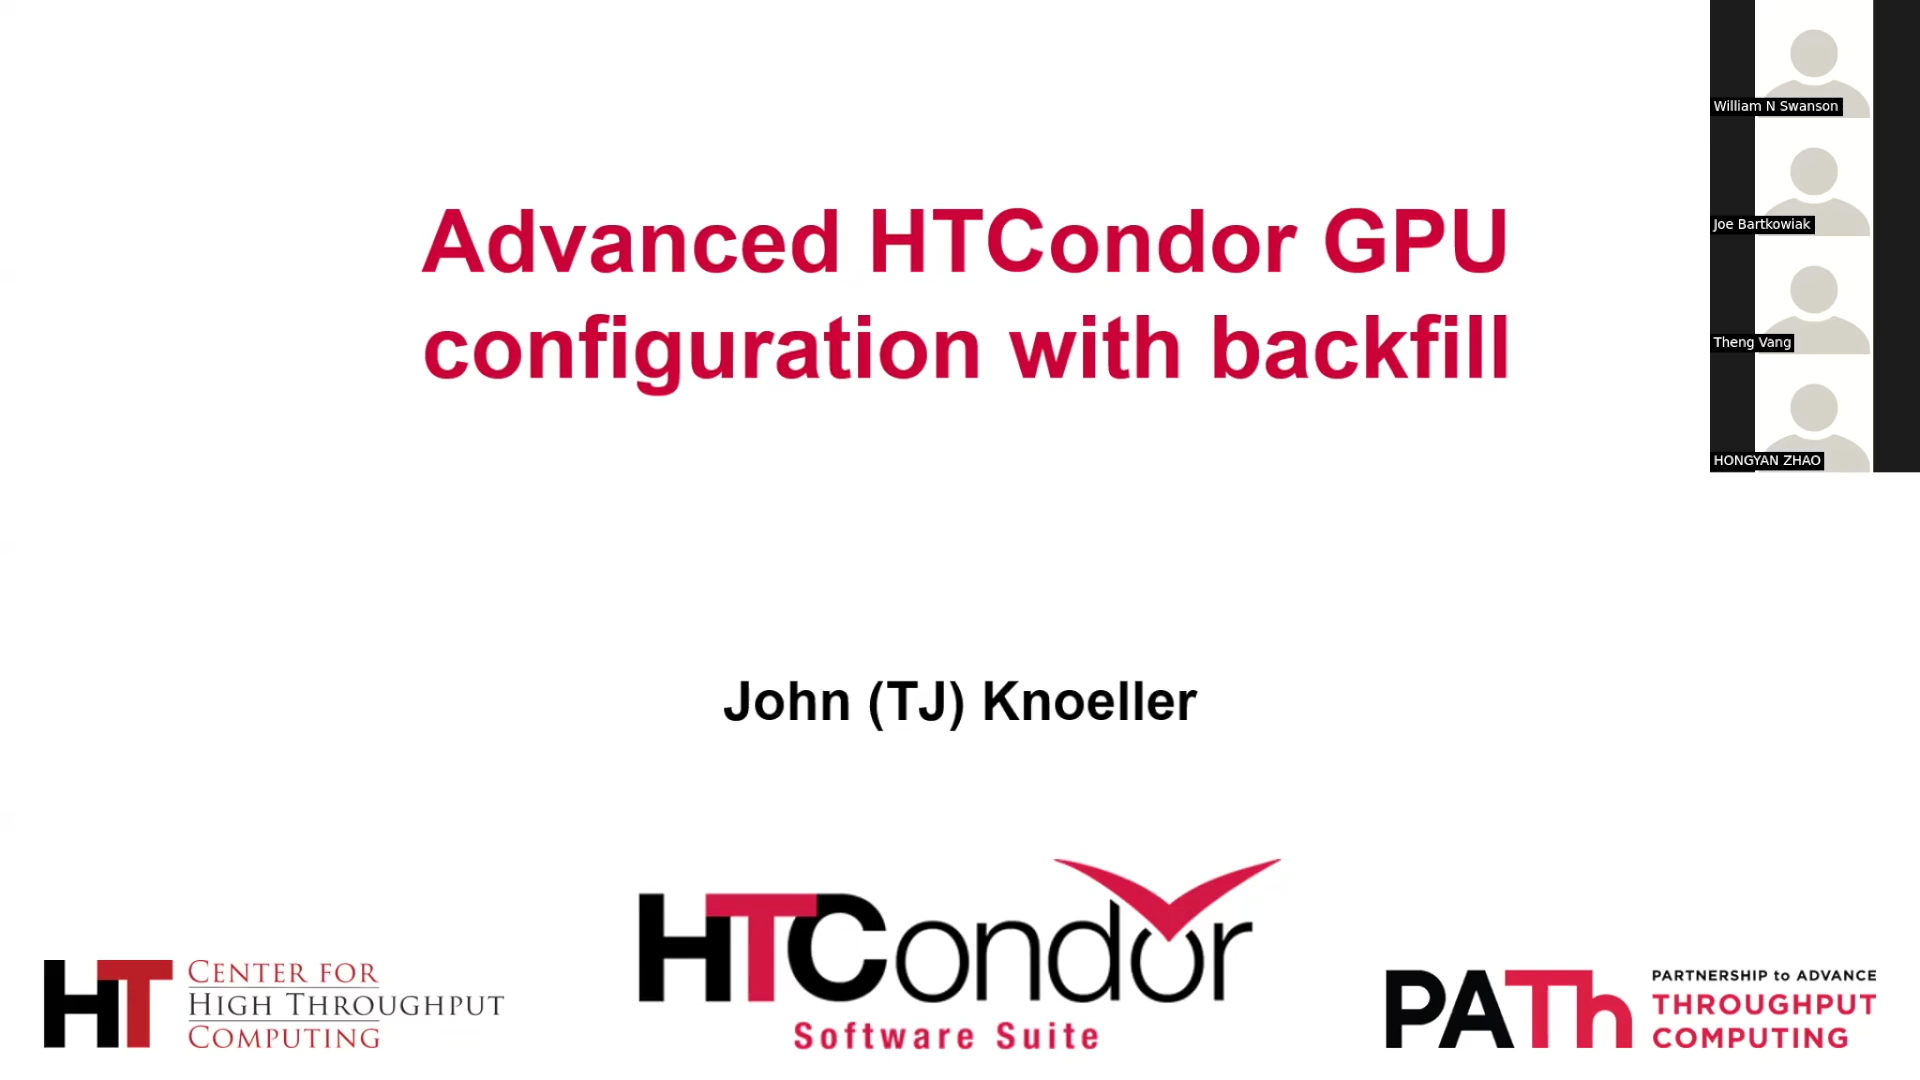 Advanced HTCondor GPU
configuration with backfill
John (TJ) Knoeller
HT
CENTER FOR
HIGH THROUGHPUT
COMPUTING
HTCondor
Software Suite
PATh
PARTNERSHIP to ADVANCE
THROUGHPUT
COMPUTING
William N Swanson
Joe Bartkowiak
Theng Vang
HONGYAN ZHAO